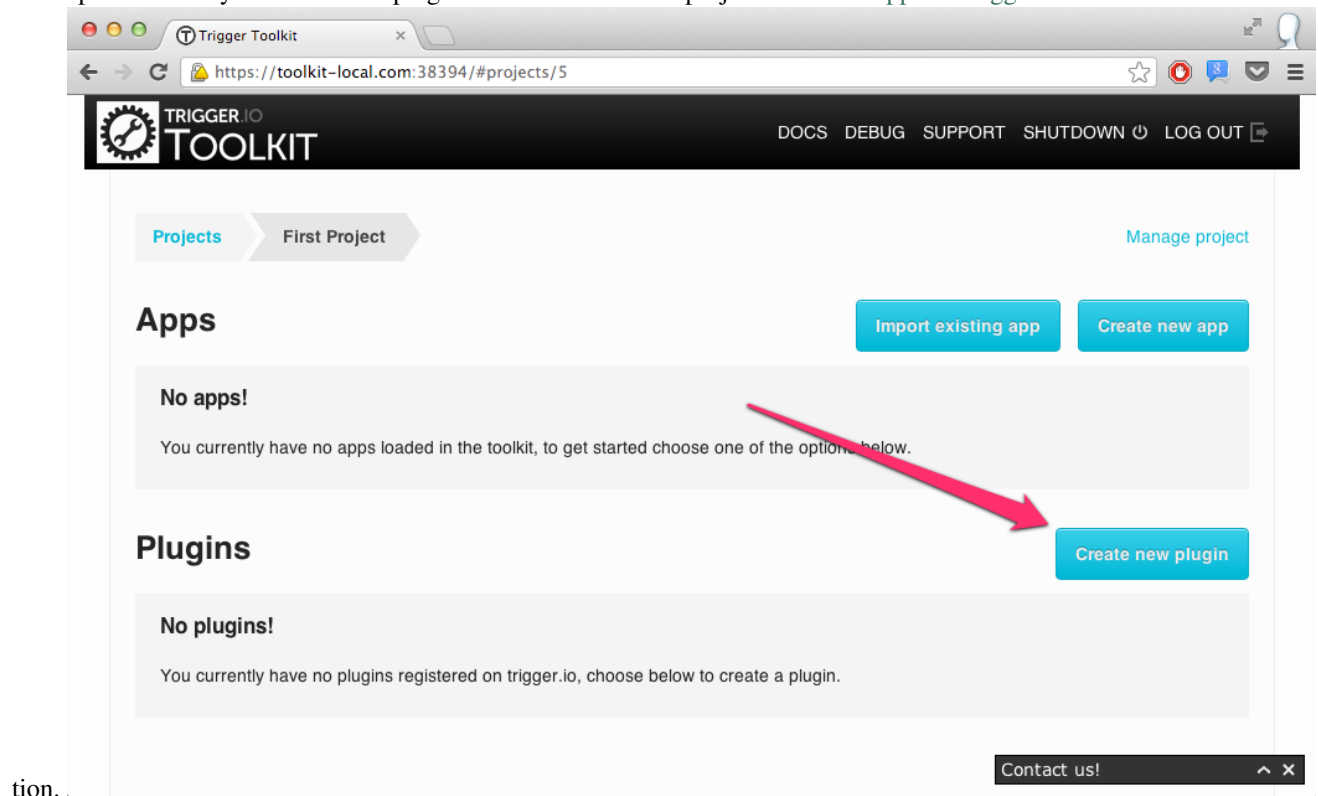 Trigger Toolkit
https://toolkit-local.com:38394/#projects/5
TRIGGER.IO
TOOLKIT
DOCS DEBUG SUPPORT SHUTDOWN LOG OUT
Projects First Project Manage project
Apps Import existing app Create new app
No apps!
You currently have no apps loaded in the toolkit, to get started choose one of the options below.
Plugins Create new plugin
No plugins!
You currently have no plugins registered on trigger.io, choose below to create a plugin.
Contact us!
tion.